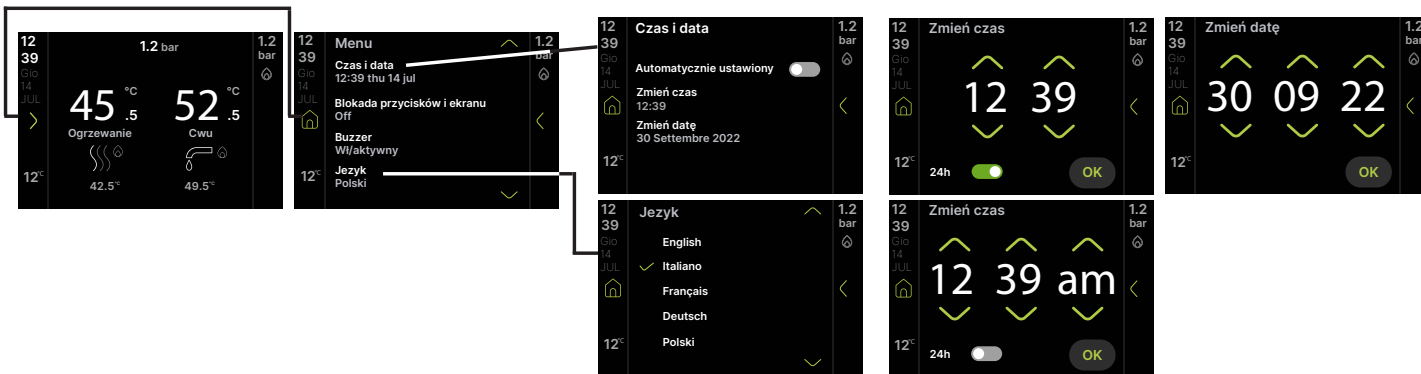 12
39
Gio
14
JUL
12°C
1.2 bar
45 °C .5
Ogrzewanie
42.5°C
52 °C .5
Cwu
49.5°C
1.2
bar
12
39
Gio
14
JUL
12°C
Menu
Czas i data
12:39 thu 14 jul
Blokada przycisków i ekranu
Off
Buzzer
Wł/aktywny
Jezyk
Polski
1.2
bar
12
39
Gio
14
JUL
12°C
Czas i data
Automatycznie ustawiony
Zmień czas
12:39
Zmień datę
30 Settembre 2022
1.2
bar
12
39
Gio
14
JUL
12°C
Zmień czas
12 39
24h
OK
1.2
bar
12
39
Gio
14
JUL
12°C
Zmień datę
30 09 22
OK
1.2
bar
12
39
Gio
14
JUL
12°C
Jezyk
English
Italiano
Français
Deutsch
Polski
1.2
bar
12
39
Gio
14
JUL
12°C
Zmień czas
12 39 am
24h
OK
1.2
bar